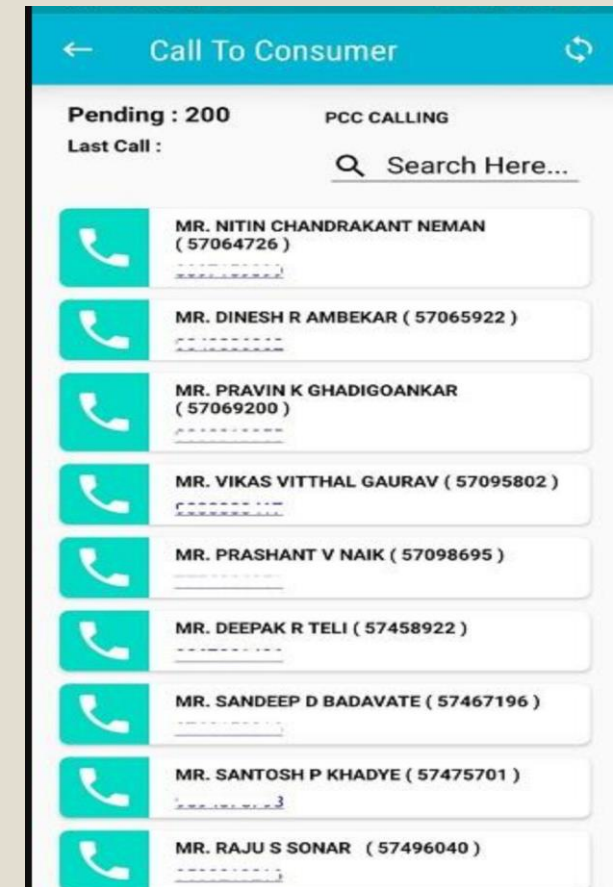 Call To Consumer
Pending : 200
PCC CALLING
Last Call :
Search Here...
MR. NITIN CHANDRAKANT NEMAN
( 57064726 )
MR. DINESH R AMBEKAR ( 57065922 )
MR. PRAVIN K GHADIGOANKAR
( 57069200 )
MR. VIKAS VITTHAL GAURAV ( 57095802 )
MR. PRASHANT V NAIK ( 57098695 )
MR. DEEPAK R TELI ( 57458922 )
MR. SANDEEP D BADAVATE ( 57467196 )
MR. SANTOSH P KHADYE ( 57475701 )
MR. RAJU S SONAR ( 57496040 )